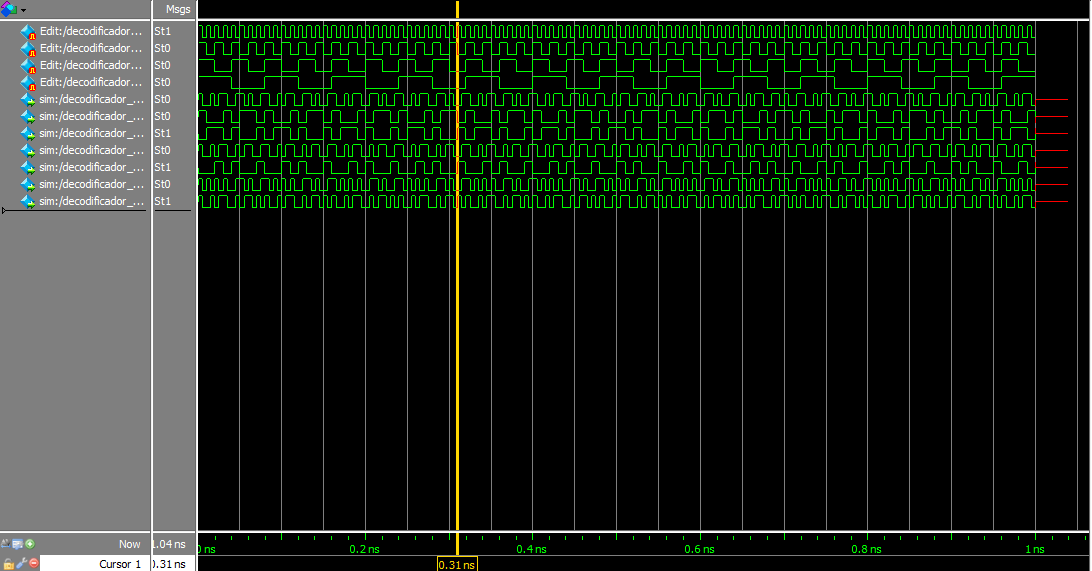 Msgs
Edit:/decodificador... St1
Edit:/decodificador... St0
Edit:/decodificador... St0
Edit:/decodificador... St0
sim:/decodificador_... St0
sim:/decodificador_... St0
sim:/decodificador_... St1
sim:/decodificador_... St0
sim:/decodificador_... St1
sim:/decodificador_... St0
sim:/decodificador_... St1
Now 1.04 ns ns 0.2 ns 0.4 ns 0.6 ns 0.8 ns 1 ns
Cursor 1 0.31 ns 0.31 ns